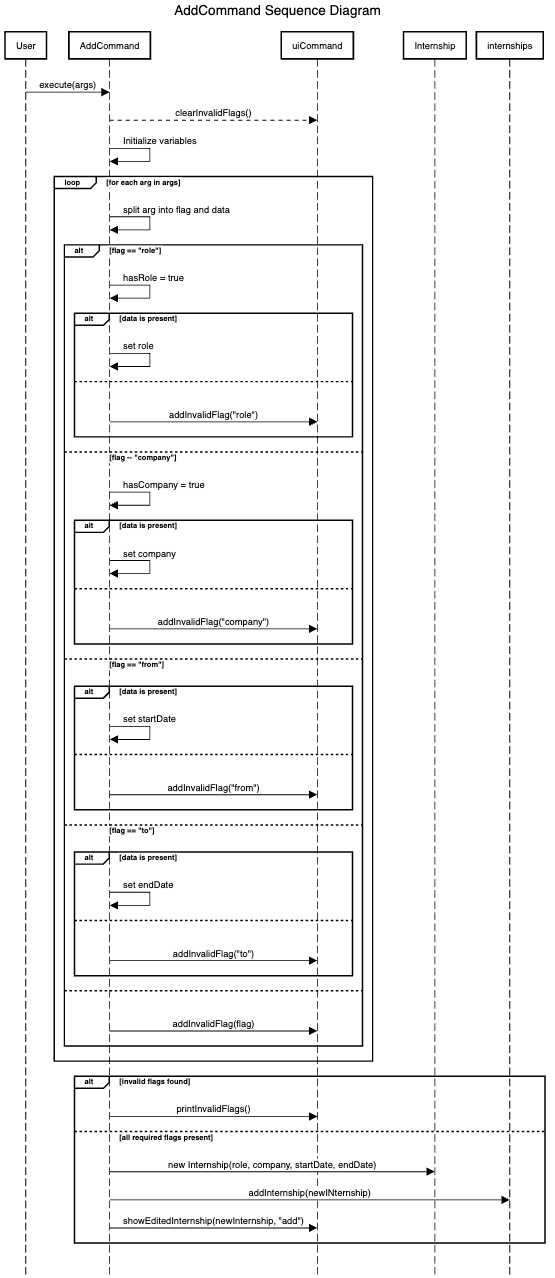 AddCommand Sequence Diagram
User AddCommand uiCommand Internship internships
execute(args)
clearInvalidFlags()
Initialize variables
loop [for each arg in args]
split arg into flag and data
alt [flag == "role"]
hasRole = true
alt [data is present]
set role
addInvalidFlag("role")
[flag -- "company"]
hasCompany = true
alt [data is present]
set company
addInvalidFlag("company")
[flag == "from"]
alt [data is present]
set startDate
addInvalidFlag("from")
[flag == "to"]
alt [data is present]
set endDate
addInvalidFlag("to")
addInvalidFlag(flag)
alt [invalid flags found]
printInvalidFlags()
[all required flags present]
new Internship(role, company, startDate, endDate)
addInternship(newINternship)
showEditedInternship(newInternship, "add")